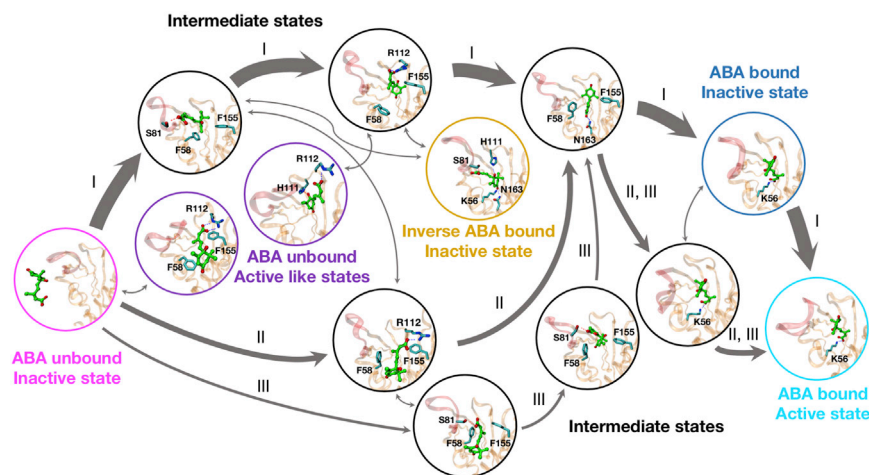 Intermediate states
I
R112
F155
F58
I
F58
F155
N163
I
ABA bound
Inactive state
K56
S81
F155
F58
I
R112
H111
ABA unbound
Active like states
H111
S81
N163
K56
Inverse ABA bound
Inactive state
II, III
I
R112
F155
F58
ABA unbound
Inactive state
II
R112
F58
F155
II
III
S81
F155
F58
K56
II, III
K56
ABA bound
Active state
III
S81
F58
F155
III
Intermediate states